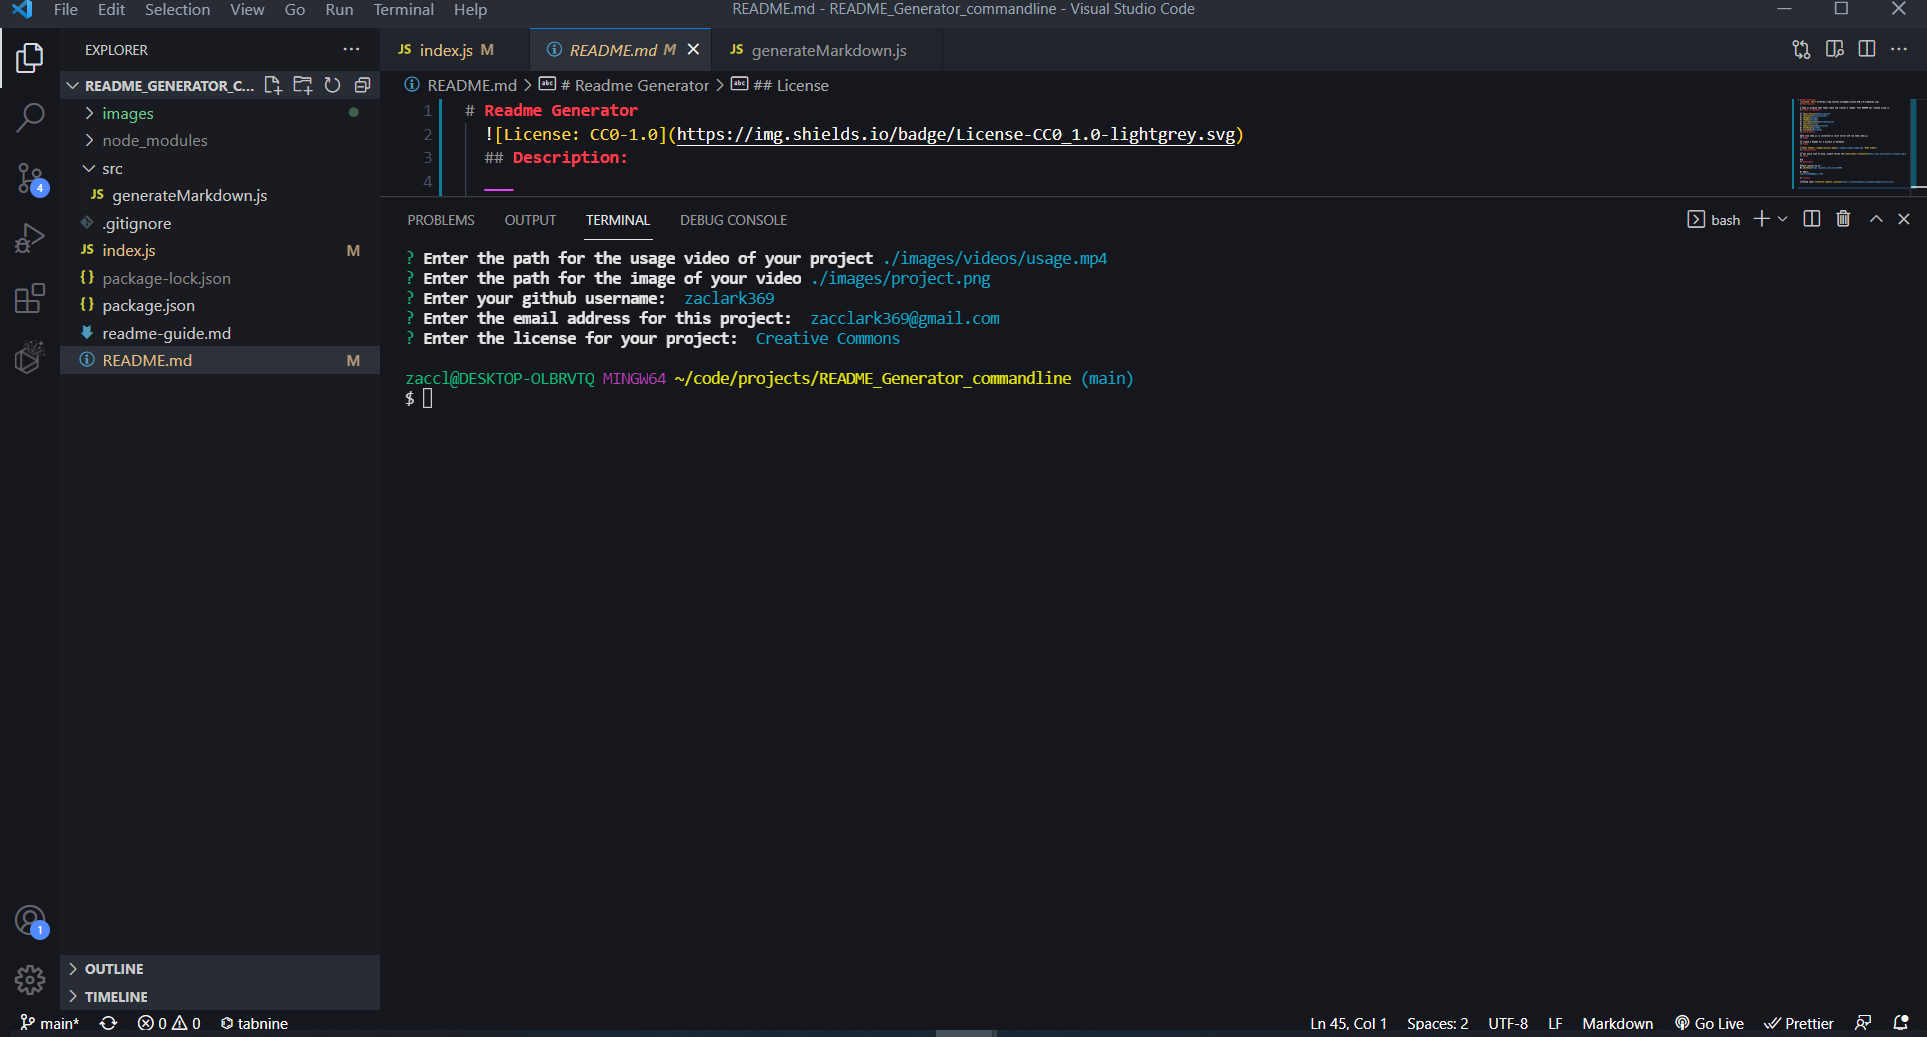 File Edit Selection View Go Run Terminal Help
README.md - README_Generator_commandline - Visual Studio Code
EXPLORER
README_GENERATOR_C...
images
node_modules
src
JS generateMarkdown.js
.gitignore
JS index.js M
{} package-lock.json
{} package.json
readme-guide.md
README.md M
OUTLINE
TIMELINE
4
1
JS index.js M
README.md M
JS generateMarkdown.js
README.md > # Readme Generator > ## License
1 # Readme Generator
2 ![License: CC0-1.0](https://img.shields.io/badge/License-CC0_1.0-lightgrey.svg)
3 ## Description:
4
PROBLEMS OUTPUT TERMINAL DEBUG CONSOLE
bash
? Enter the path for the usage video of your project ./images/videos/usage.mp4
? Enter the path for the image of your video ./images/project.png
? Enter your github username:  zaclark369
? Enter the email address for this project:  zacclark369@gmail.com
? Enter the license for your project:  Creative Commons
zaccl@DESKTOP-OLBRVTQ MINGW64 ~/code/projects/README_Generator_commandline (main)
$
main* 0 0 tabnine
Ln 45, Col 1 Spaces: 2 UTF-8 LF Markdown Go Live Prettier